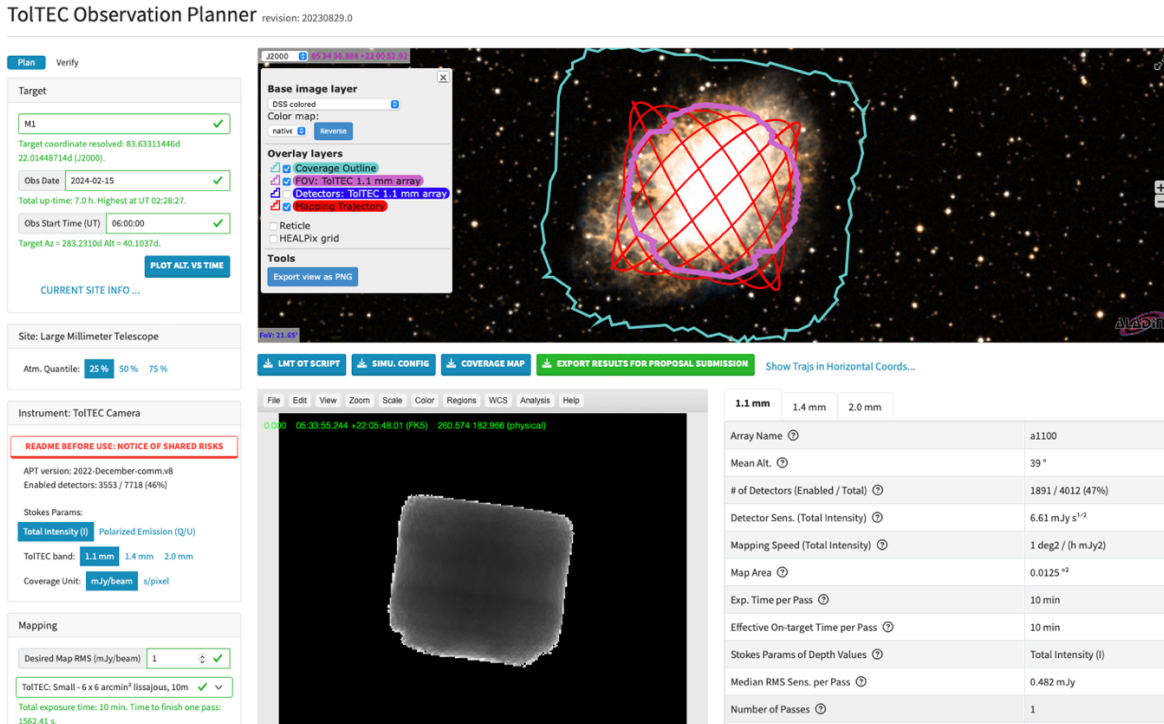 TolTEC Observation Planner revision: 20230829.0
Plan Verify
Target
M1
Target coordinate resolved: 83.63311446d
22.01448714d (J2000).
Obs Date 2024-02-15
Total up-time: 7.0 h. Highest at UT 02:28:27.
Obs Start Time (UT) 06:00:00
Target Az = 283.2310d Alt = 40.1037d.
PLOT ALT. VS TIME
CURRENT SITE INFO ...
Site: Large Millimeter Telescope
Atm. Quantile: 25 % 50 % 75 %
Instrument: TolTEC Camera
README BEFORE USE: NOTICE OF SHARED RISKS
APT version: 2022-December-comm.v8
Enabled detectors: 3553 / 7718 (46%)
Stokes Params:
Total Intensity (I) Polarized Emission (Q/U)
TolTEC band: 1.1 mm 1.4 mm 2.0 mm
Coverage Unit: mJy/beam s/pixel
Mapping
Desired Map RMS (mJy/beam) 1
TolTEC: Small - 6 x 6 arcmin² lissajous, 10m
Total exposure time: 10 min. Time to finish one pass:
1562.41 s.
J2000
Base image layer
DSS colored
Color map:
native Reverse
Overlay layers
Coverage Outline
FOV: TolTEC 1.1 mm array
Detectors: TolTEC 1.1 mm array
Mapping Trajectory
Reticle
HEALPix grid
Tools
Export view as PNG
FoV: 21.65'
ALADIN
LMT OT SCRIPT SIMU. CONFIG COVERAGE MAP EXPORT RESULTS FOR PROPOSAL SUBMISSION Show Trajs in Horizontal Coords...
File Edit View Zoom Scale Color Regions WCS Analysis Help
0.000 05:33:55.244 +22:05:48.01 (FK5) 260.574 182.966 (physical)
1.1 mm 1.4 mm 2.0 mm
Array Name a1100
Mean Alt. 39 °
# of Detectors (Enabled / Total) 1891 / 4012 (47%)
Detector Sens. (Total Intensity) 6.61 mJy s¹ᐟ²
Mapping Speed (Total Intensity) 1 deg2 / (h mJy2)
Map Area 0.0125 °²
Exp. Time per Pass 10 min
Effective On-target Time per Pass 10 min
Stokes Params of Depth Values Total Intensity (I)
Median RMS Sens. per Pass 0.482 mJy
Number of Passes 1